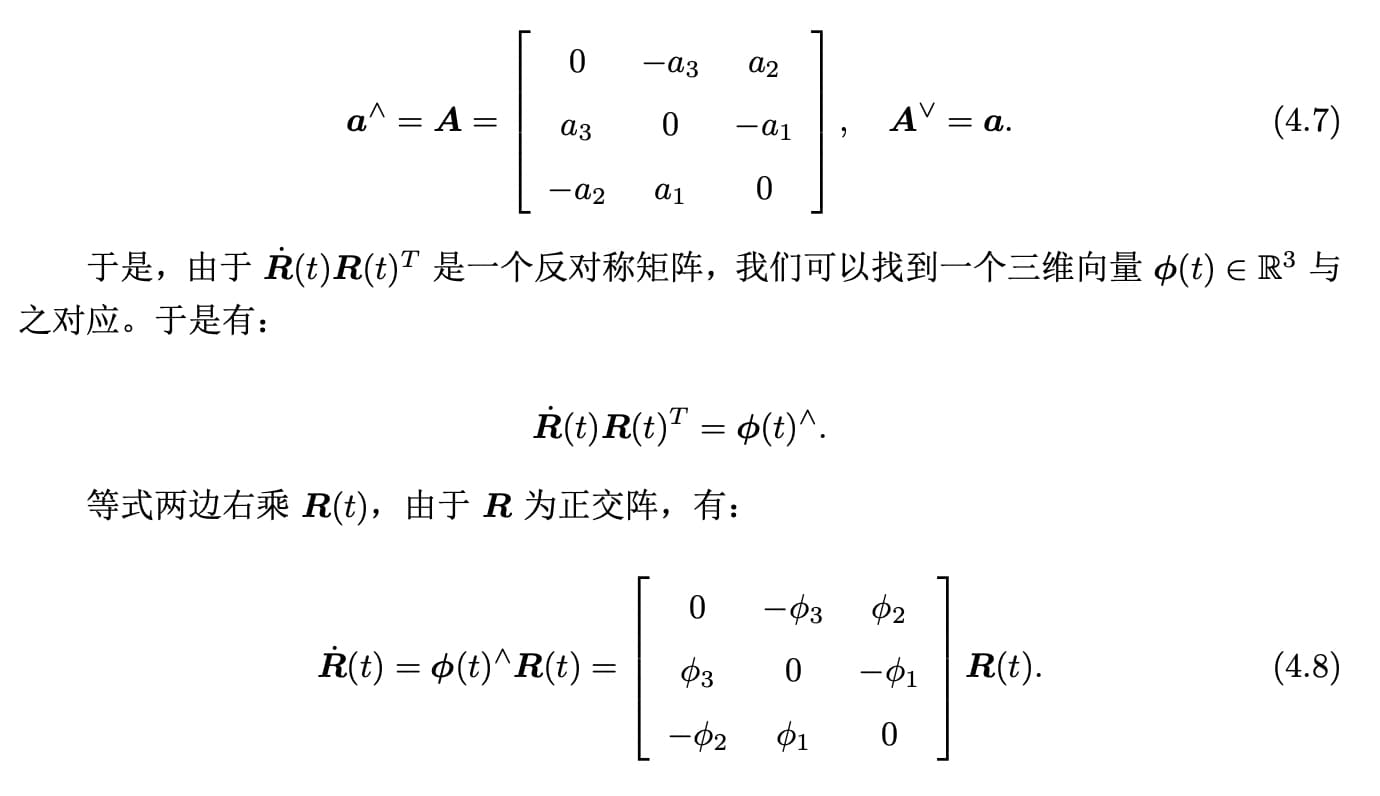 $$\boldsymbol{a}^{\wedge} = \boldsymbol{A} = \begin{bmatrix} 0 & -a_3 & a_2 \\ a_3 & 0 & -a_1 \\ -a_2 & a_1 & 0 \end{bmatrix}, \quad \boldsymbol{A}^{\vee} = \boldsymbol{a}. \tag{4.7}$$
于是，由于 $\dot{\boldsymbol{R}}(t)\boldsymbol{R}(t)^T$ 是一个反对称矩阵，我们可以找到一个三维向量 $\boldsymbol{\phi}(t) \in \mathbb{R}^3$ 与
之对应。于是有：
$$\dot{\boldsymbol{R}}(t)\boldsymbol{R}(t)^T = \boldsymbol{\phi}(t)^{\wedge}.$$
等式两边右乘 $\boldsymbol{R}(t)$，由于 $\boldsymbol{R}$ 为正交阵，有：
$$\dot{\boldsymbol{R}}(t) = \boldsymbol{\phi}(t)^{\wedge}\boldsymbol{R}(t) = \begin{bmatrix} 0 & -\phi_3 & \phi_2 \\ \phi_3 & 0 & -\phi_1 \\ -\phi_2 & \phi_1 & 0 \end{bmatrix} \boldsymbol{R}(t). \tag{4.8}$$